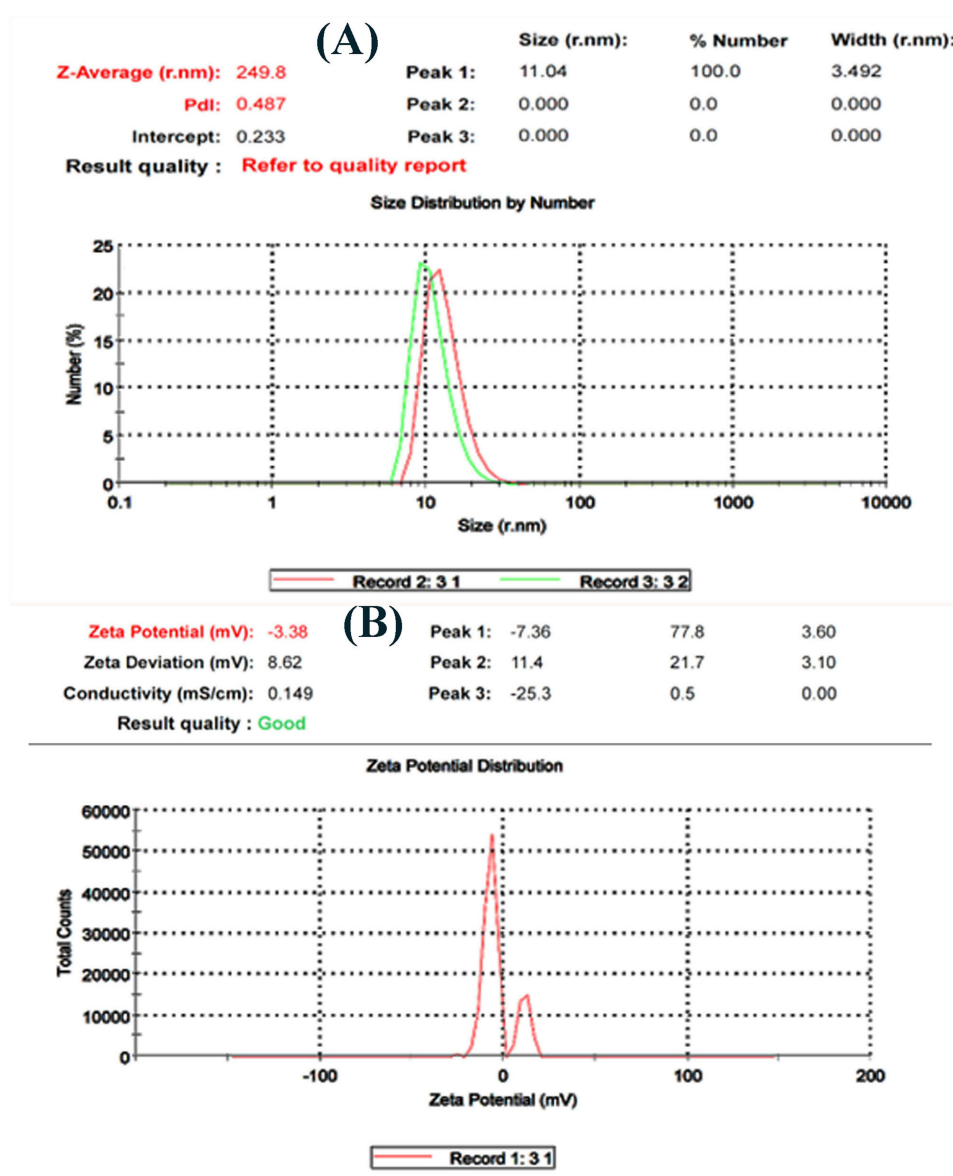 (A)
Size (r.nm): % Number Width (r.nm):
Z-Average (r.nm): 249.8 Peak 1: 11.04 100.0 3.492
PdI: 0.487 Peak 2: 0.000 0.0 0.000
Intercept: 0.233 Peak 3: 0.000 0.0 0.000
Result quality : Refer to quality report
Size Distribution by Number
Number (%)
25
20
15
10
5
0
0.1 1 10 100 1000 10000
Size (r.nm)
Record 2: 3 1 Record 3: 3 2
(B)
Zeta Potential (mV): -3.38 Peak 1: -7.36 77.8 3.60
Zeta Deviation (mV): 8.62 Peak 2: 11.4 21.7 3.10
Conductivity (mS/cm): 0.149 Peak 3: -25.3 0.5 0.00
Result quality : Good
Zeta Potential Distribution
Total Counts
60000
50000
40000
30000
20000
10000
0
-100 0 100 200
Zeta Potential (mV)
Record 1: 3 1